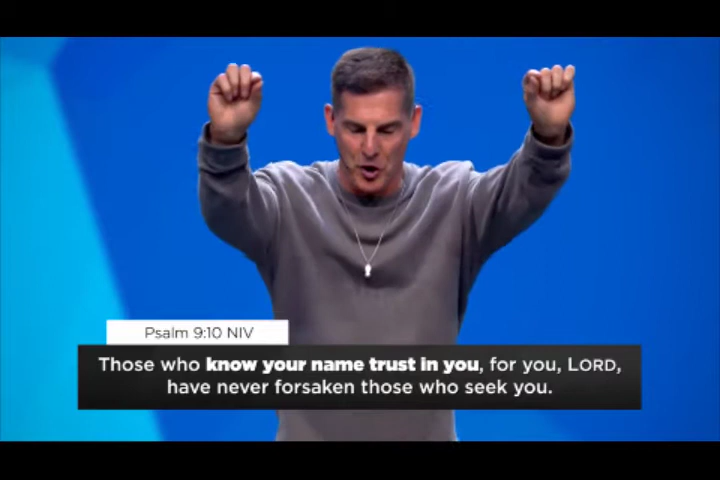 Psalm 9:10 NIV
Those who know your name trust in you, for you, LORD,
have never forsaken those who seek you.